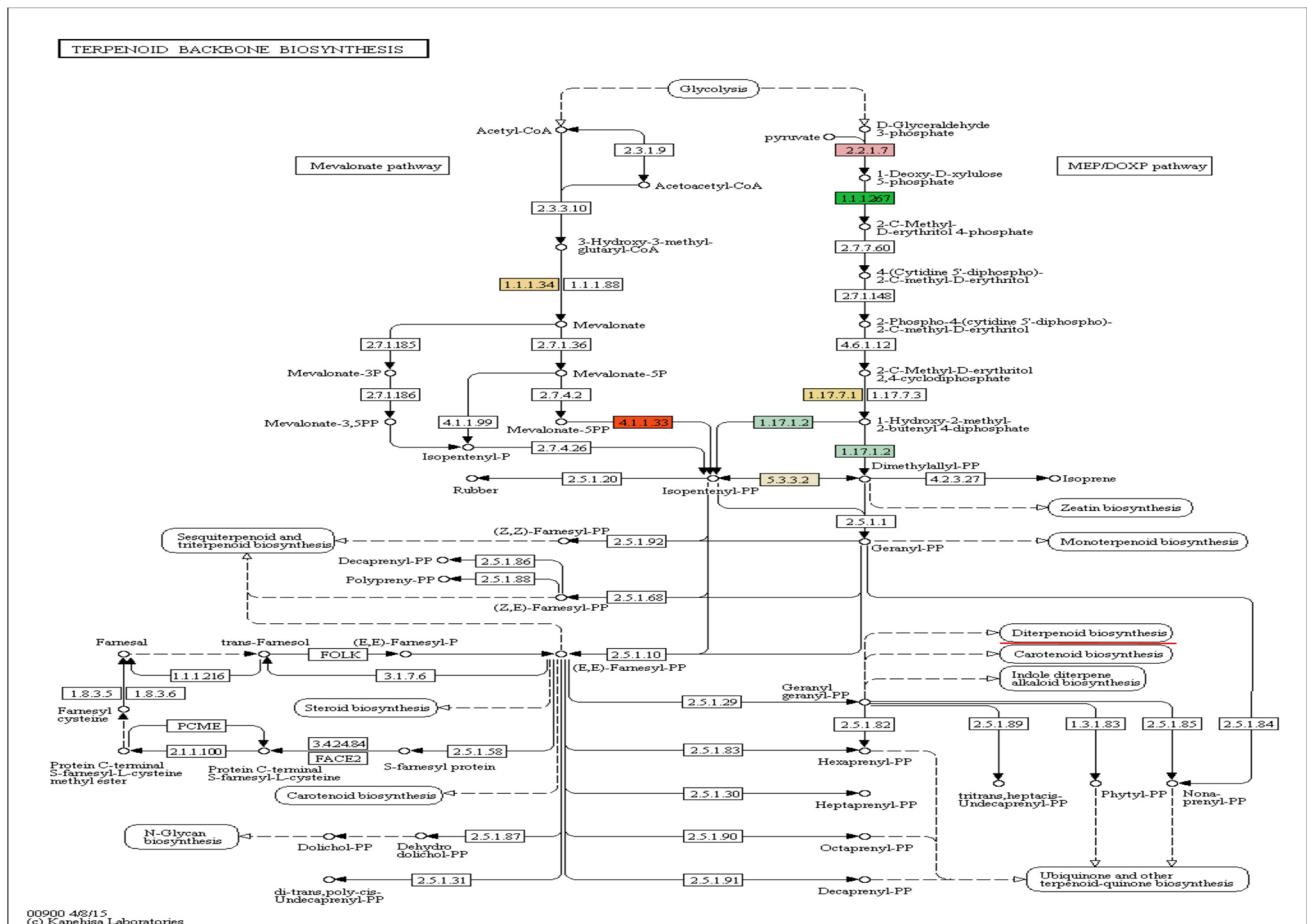 TERPENOID BACKBONE BIOSYNTHESIS
Glycolysis
Acetyl-CoA
2.3.1.9
Acetoacetyl-CoA
Mevalonate pathway
2.3.3.10
3-Hydroxy-3-methyl-
glutaryl-CoA
1.1.1.34
1.1.1.88
pyruvate
D-Glyceraldehyde
3-phosphate
2.2.1.7
MEP/DOXP pathway
1-Deoxy-D-xylulose
5-phosphate
1.1.1.267
2-C-Methyl-
D-erythritol 4-phosphate
2.7.7.60
4-(Cytidine 5'-diphospho)-
2-C-methyl-D-erythritol
2.7.1.148
2-Phospho-4-(cytidine 5'-diphospho)-
2-C-methyl-D-erythritol
4.6.1.12
2-C-Methyl-D-erythritol
2,4-cyclodiphosphate
1.17.7.1
1.17.7.3
1-Hydroxy-2-methyl-
2-butenyl 4-diphosphate
1.17.1.2
1.17.1.2
Mevalonate
2.7.1.185
2.7.1.36
Mevalonate-3P
Mevalonate-5P
2.7.1.186
2.7.4.2
Mevalonate-3,5PP
4.1.1.99
Mevalonate-5PP
4.1.1.33
Isopentenyl-P
2.7.4.26
Dimethylallyl-PP
Rubber
2.5.1.20
Isopentenyl-PP
5.3.3.2
4.2.3.27
Isoprene
Zeatin biosynthesis
2.5.1.1
Sesquiterpenoid and
triterpenoid biosynthesis
(Z,Z)-Farnesyl-PP
2.5.1.92
Geranyl-PP
Monoterpenoid biosynthesis
Decaprenyl-PP
2.5.1.86
Polypreny-PP
2.5.1.88
(Z,E)-Farnesyl-PP
2.5.1.68
Farnesal
trans-Farnesol
(E,E)-Farnesyl-P
FOLK
2.5.1.10
(E,E)-Farnesyl-PP
Diterpenoid biosynthesis
Carotenoid biosynthesis
Indole diterpene
alkaloid biosynthesis
1.1.1.216
3.1.7.6
1.8.3.5
1.8.3.6
Farnesyl
cysteine
Steroid biosynthesis
2.5.1.29
Geranyl
geranyl-PP
2.5.1.82
2.5.1.89
1.3.1.83
2.5.1.85
2.5.1.84
PCME
2.1.1.100
3.4.24.84
FACE2
2.5.1.58
2.5.1.83
Hexaprenyl-PP
Protein C-terminal
S-farnesyl-L-cysteine
methyl ester
Protein C-terminal
S-farnesyl-L-cysteine
S-farnesyl protein
Carotenoid biosynthesis
2.5.1.30
Heptaprenyl-PP
tritrans,heptacis-
Undecaprenyl-PP
Phytyl-PP
Nona-
prenyl-PP
N-Glycan
biosynthesis
Dolichol-PP
Dehydro
dolichol-PP
2.5.1.87
2.5.1.90
Octaprenyl-PP
di-trans,poly-cis-
Undecaprenyl-PP
2.5.1.31
2.5.1.91
Decaprenyl-PP
Ubiquinone and other
terpenoid-quinone biosynthesis
00900 4/8/15
(c) Kanehisa Laboratories